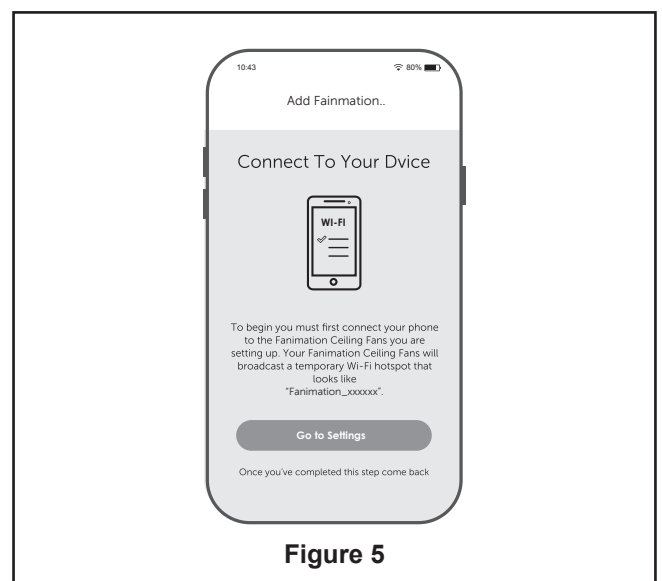 10:43 80%
Add Fainmation..
Connect To Your Dvice
WI-FI
To begin you must first connect your phone
to the Fanimation Ceiling Fans you are
setting up. Your Fanimation Ceiling Fans will
broadcast a temporary Wi-Fi hotspot that
looks like
“Fanimation_xxxxxx”.
Go to Settings
Once you’ve completed this step come back
Figure 5